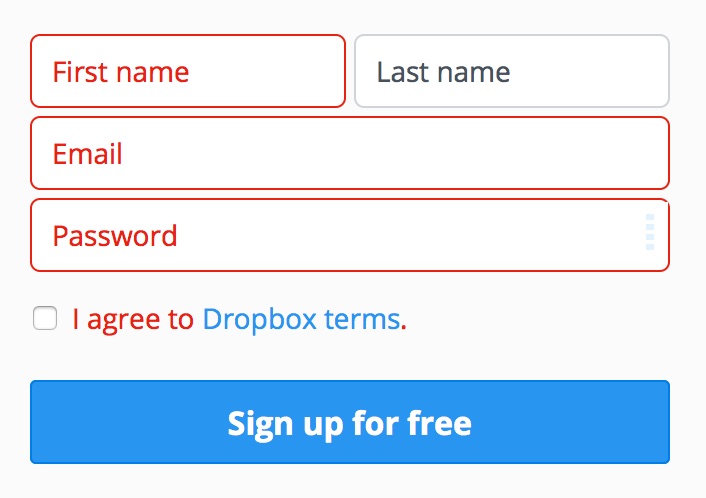 First name Last name
Email
Password
I agree to Dropbox terms.
Sign up for free